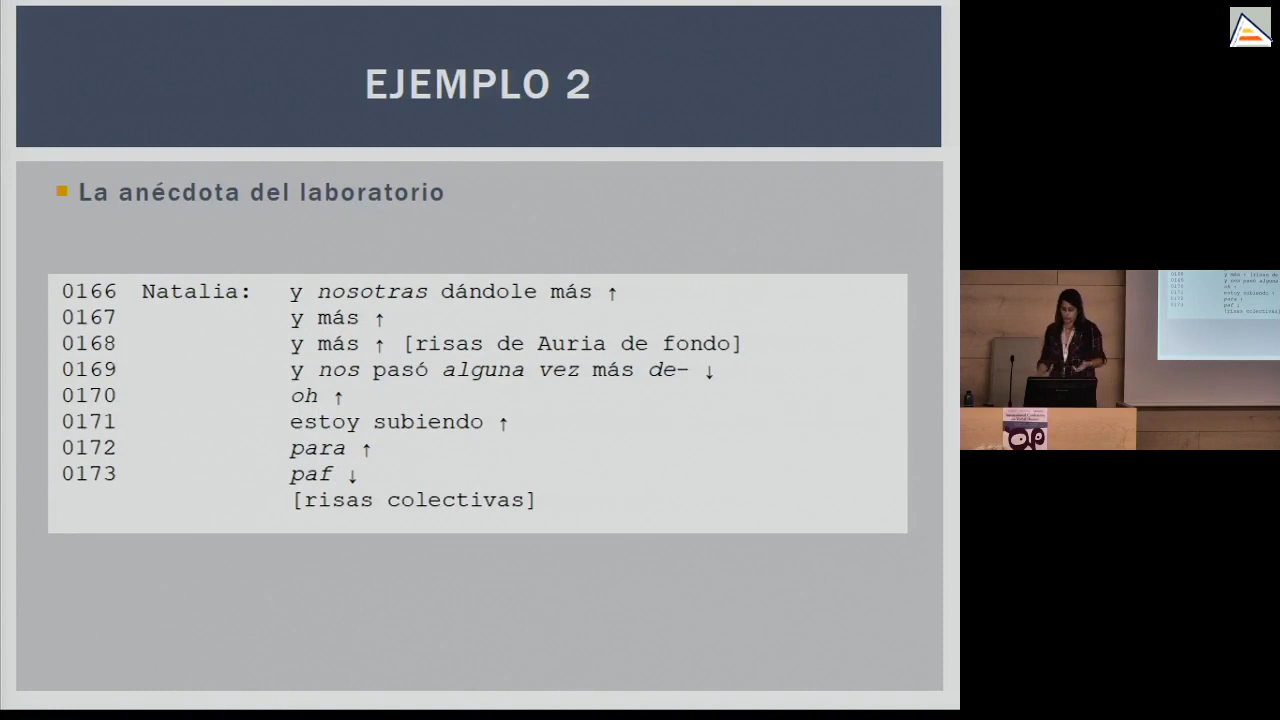 EJEMPLO 2
La anécdota del laboratorio
0166 Natalia: y nosotras dándole más ↑
0167 y más ↑
0168 y más ↑ [risas de Auria de fondo]
0169 y nos pasó alguna vez más de- ↓
0170 oh ↑
0171 estoy subiendo ↑
0172 para ↑
0173 paf ↓
[risas colectivas]